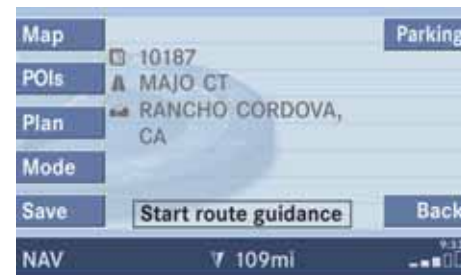 Map
Parking
10187
POIs
MAJO CT
RANCHO CORDOVA,
Plan
CA
Mode
Save
Start route guidance
Back
NAV
109mi